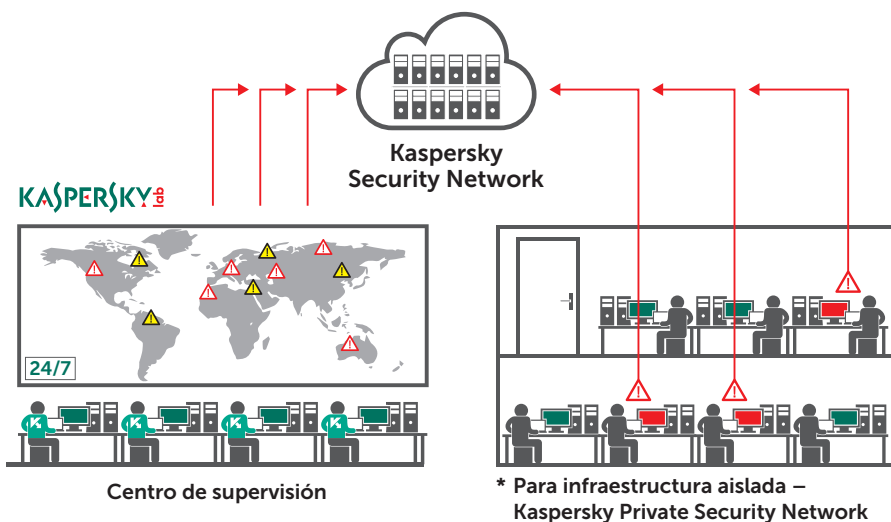 Kaspersky
Security Network
KASPERSKY lab
24/7
Centro de supervisión
* Para infraestructura aislada –
Kaspersky Private Security Network